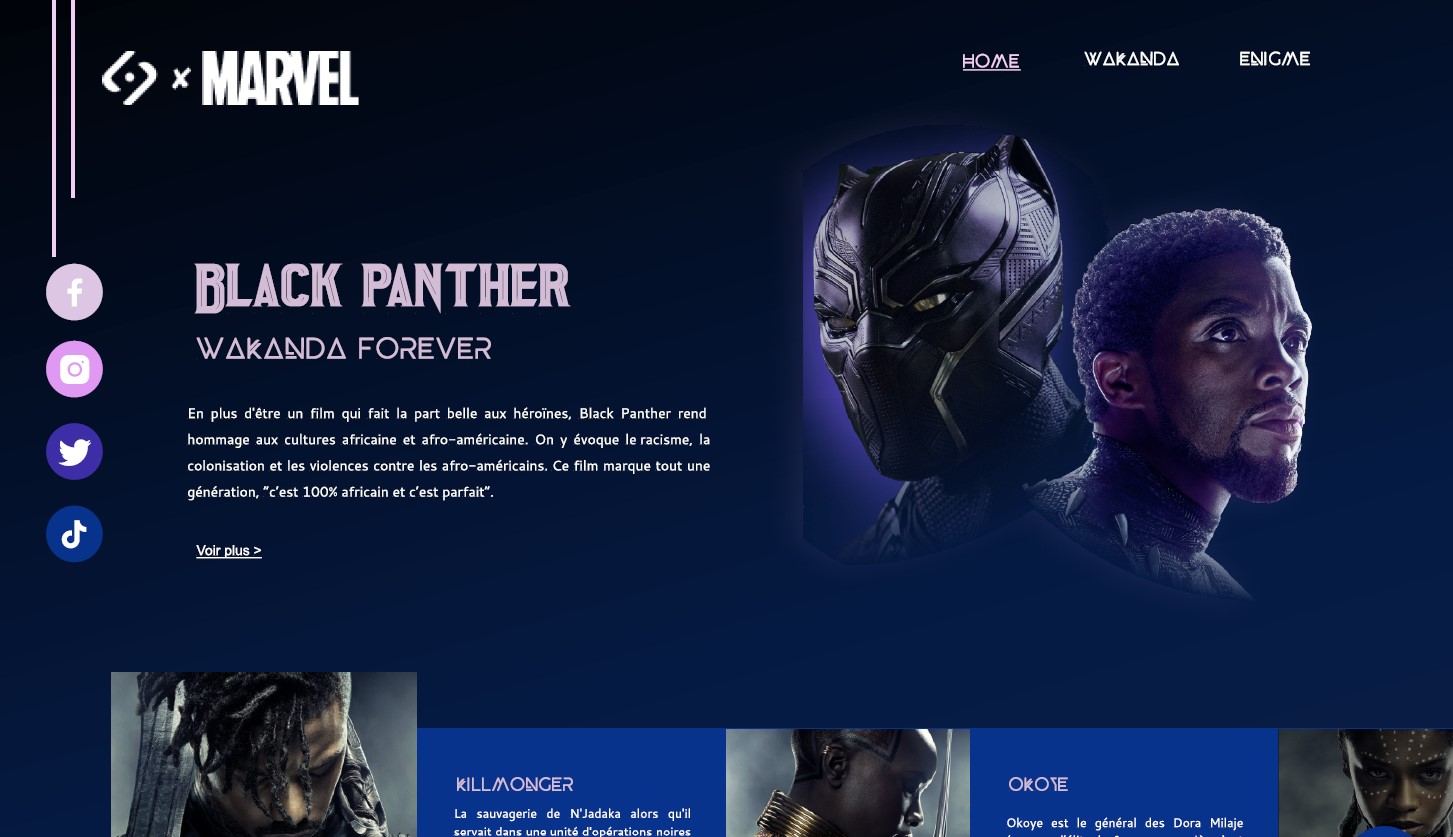 x MARVEL
HOME
WAKANDA
ENIGME
BLACK PANTHER
WAKANDA FOREVER
En plus d'être un film qui fait la part belle aux héroïnes, Black Panther rend
hommage aux cultures africaine et afro-américaine. On y évoque le racisme, la
colonisation et les violences contre les afro-américains. Ce film marque tout une
génération, "c'est 100% africain et c'est parfait".
Voir plus >
KILLMONGER
La sauvagerie de N'Jadaka alors qu'il
servait dans une unité d'opérations noires
OKOYE
Okoye est le général des Dora Milaje